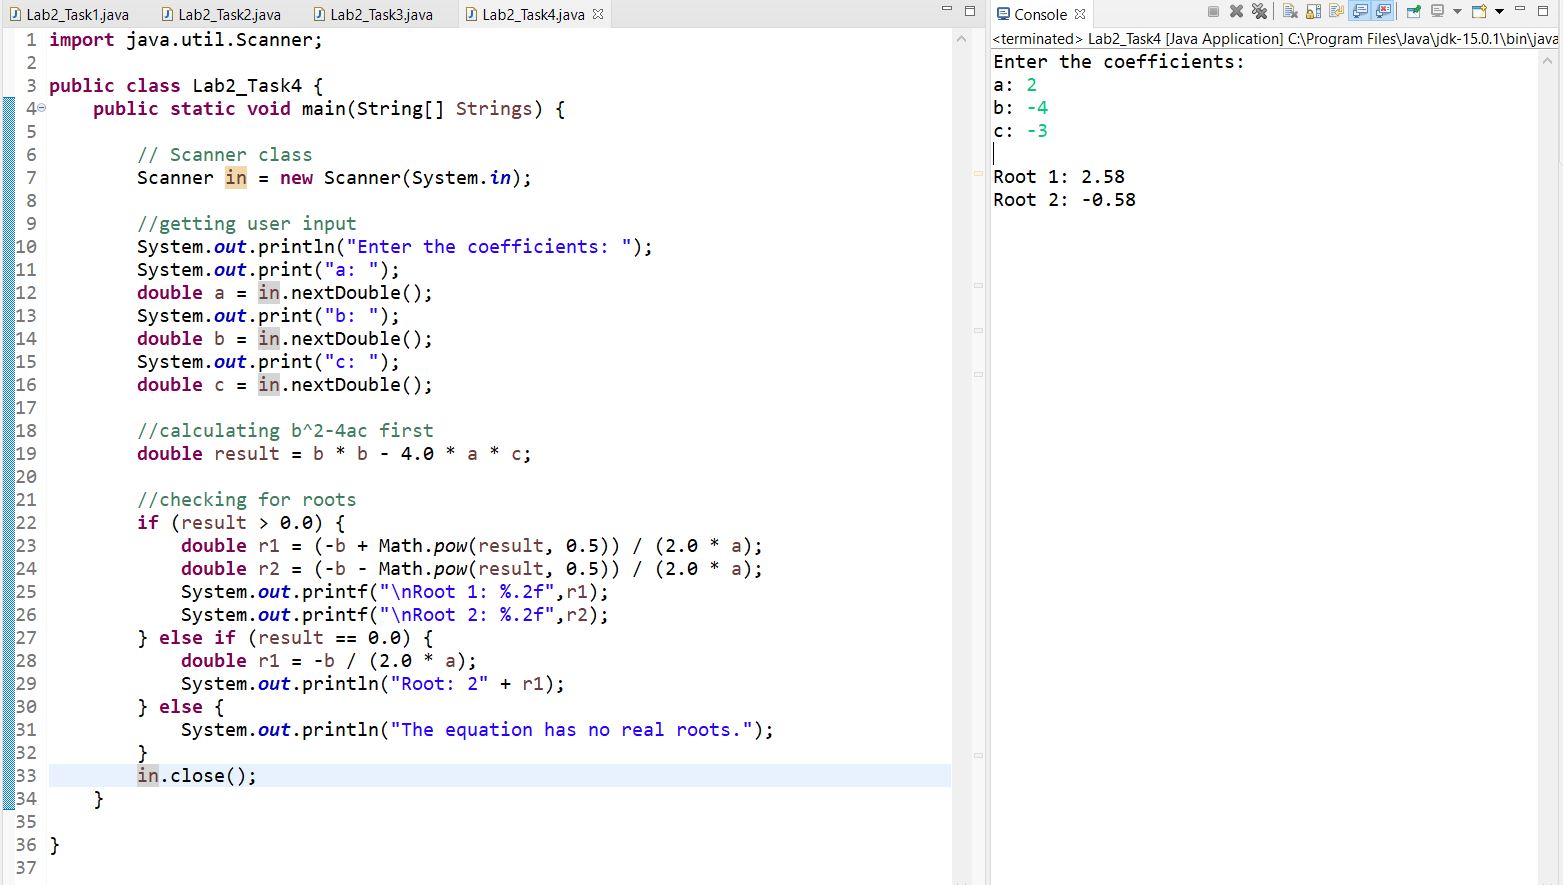 Lab2_Task1.java Lab2_Task2.java Lab2_Task3.java Lab2_Task4.java
1 import java.util.Scanner;
2
3 public class Lab2_Task4 {
4     public static void main(String[] Strings) {
5
6         // Scanner class
7         Scanner in = new Scanner(System.in);
8
9         //getting user input
10         System.out.println("Enter the coefficients: ");
11         System.out.print("a: ");
12         double a = in.nextDouble();
13         System.out.print("b: ");
14         double b = in.nextDouble();
15         System.out.print("c: ");
16         double c = in.nextDouble();
17
18         //calculating b^2-4ac first
19         double result = b * b - 4.0 * a * c;
20
21         //checking for roots
22         if (result > 0.0) {
23             double r1 = (-b + Math.pow(result, 0.5)) / (2.0 * a);
24             double r2 = (-b - Math.pow(result, 0.5)) / (2.0 * a);
25             System.out.printf("\nRoot 1: %.2f",r1);
26             System.out.printf("\nRoot 2: %.2f",r2);
27         } else if (result == 0.0) {
28             double r1 = -b / (2.0 * a);
29             System.out.println("Root: 2" + r1);
30         } else {
31             System.out.println("The equation has no real roots.");
32         }
33         in.close();
34     }
35
36 }
37
Console
<terminated> Lab2_Task4 [Java Application] C:\Program Files\Java\jdk-15.0.1\bin\java
Enter the coefficients:
a: 2
b: -4
c: -3
Root 1: 2.58
Root 2: -0.58